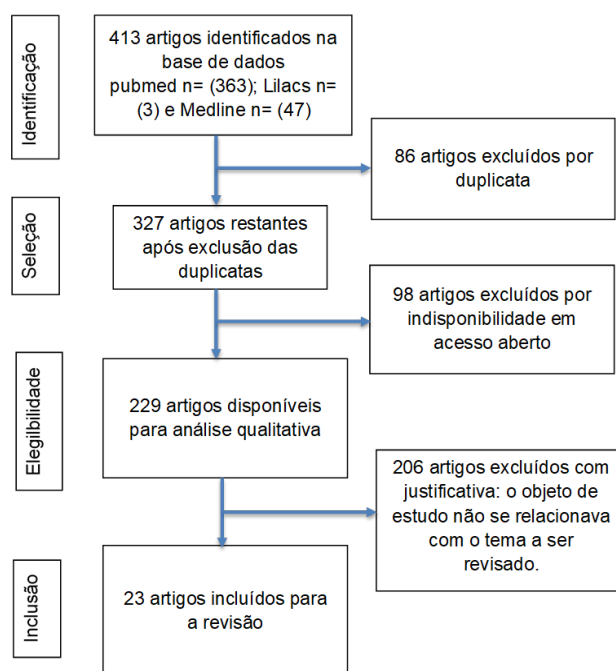 Identificação
413 artigos identificados na
base de dados
pubmed n= (363); Lilacs n=
(3) e Medline n= (47)
86 artigos excluídos por
duplicata
Seleção
327 artigos restantes
após exclusão das
duplicatas
98 artigos excluídos por
indisponibilidade em
acesso aberto
Elegilbilidade
229 artigos disponíveis
para análise qualitativa
206 artigos excluídos com
justificativa: o objeto de
estudo não se relacionava
com o tema a ser
revisado.
Inclusão
23 artigos incluídos para
a revisão